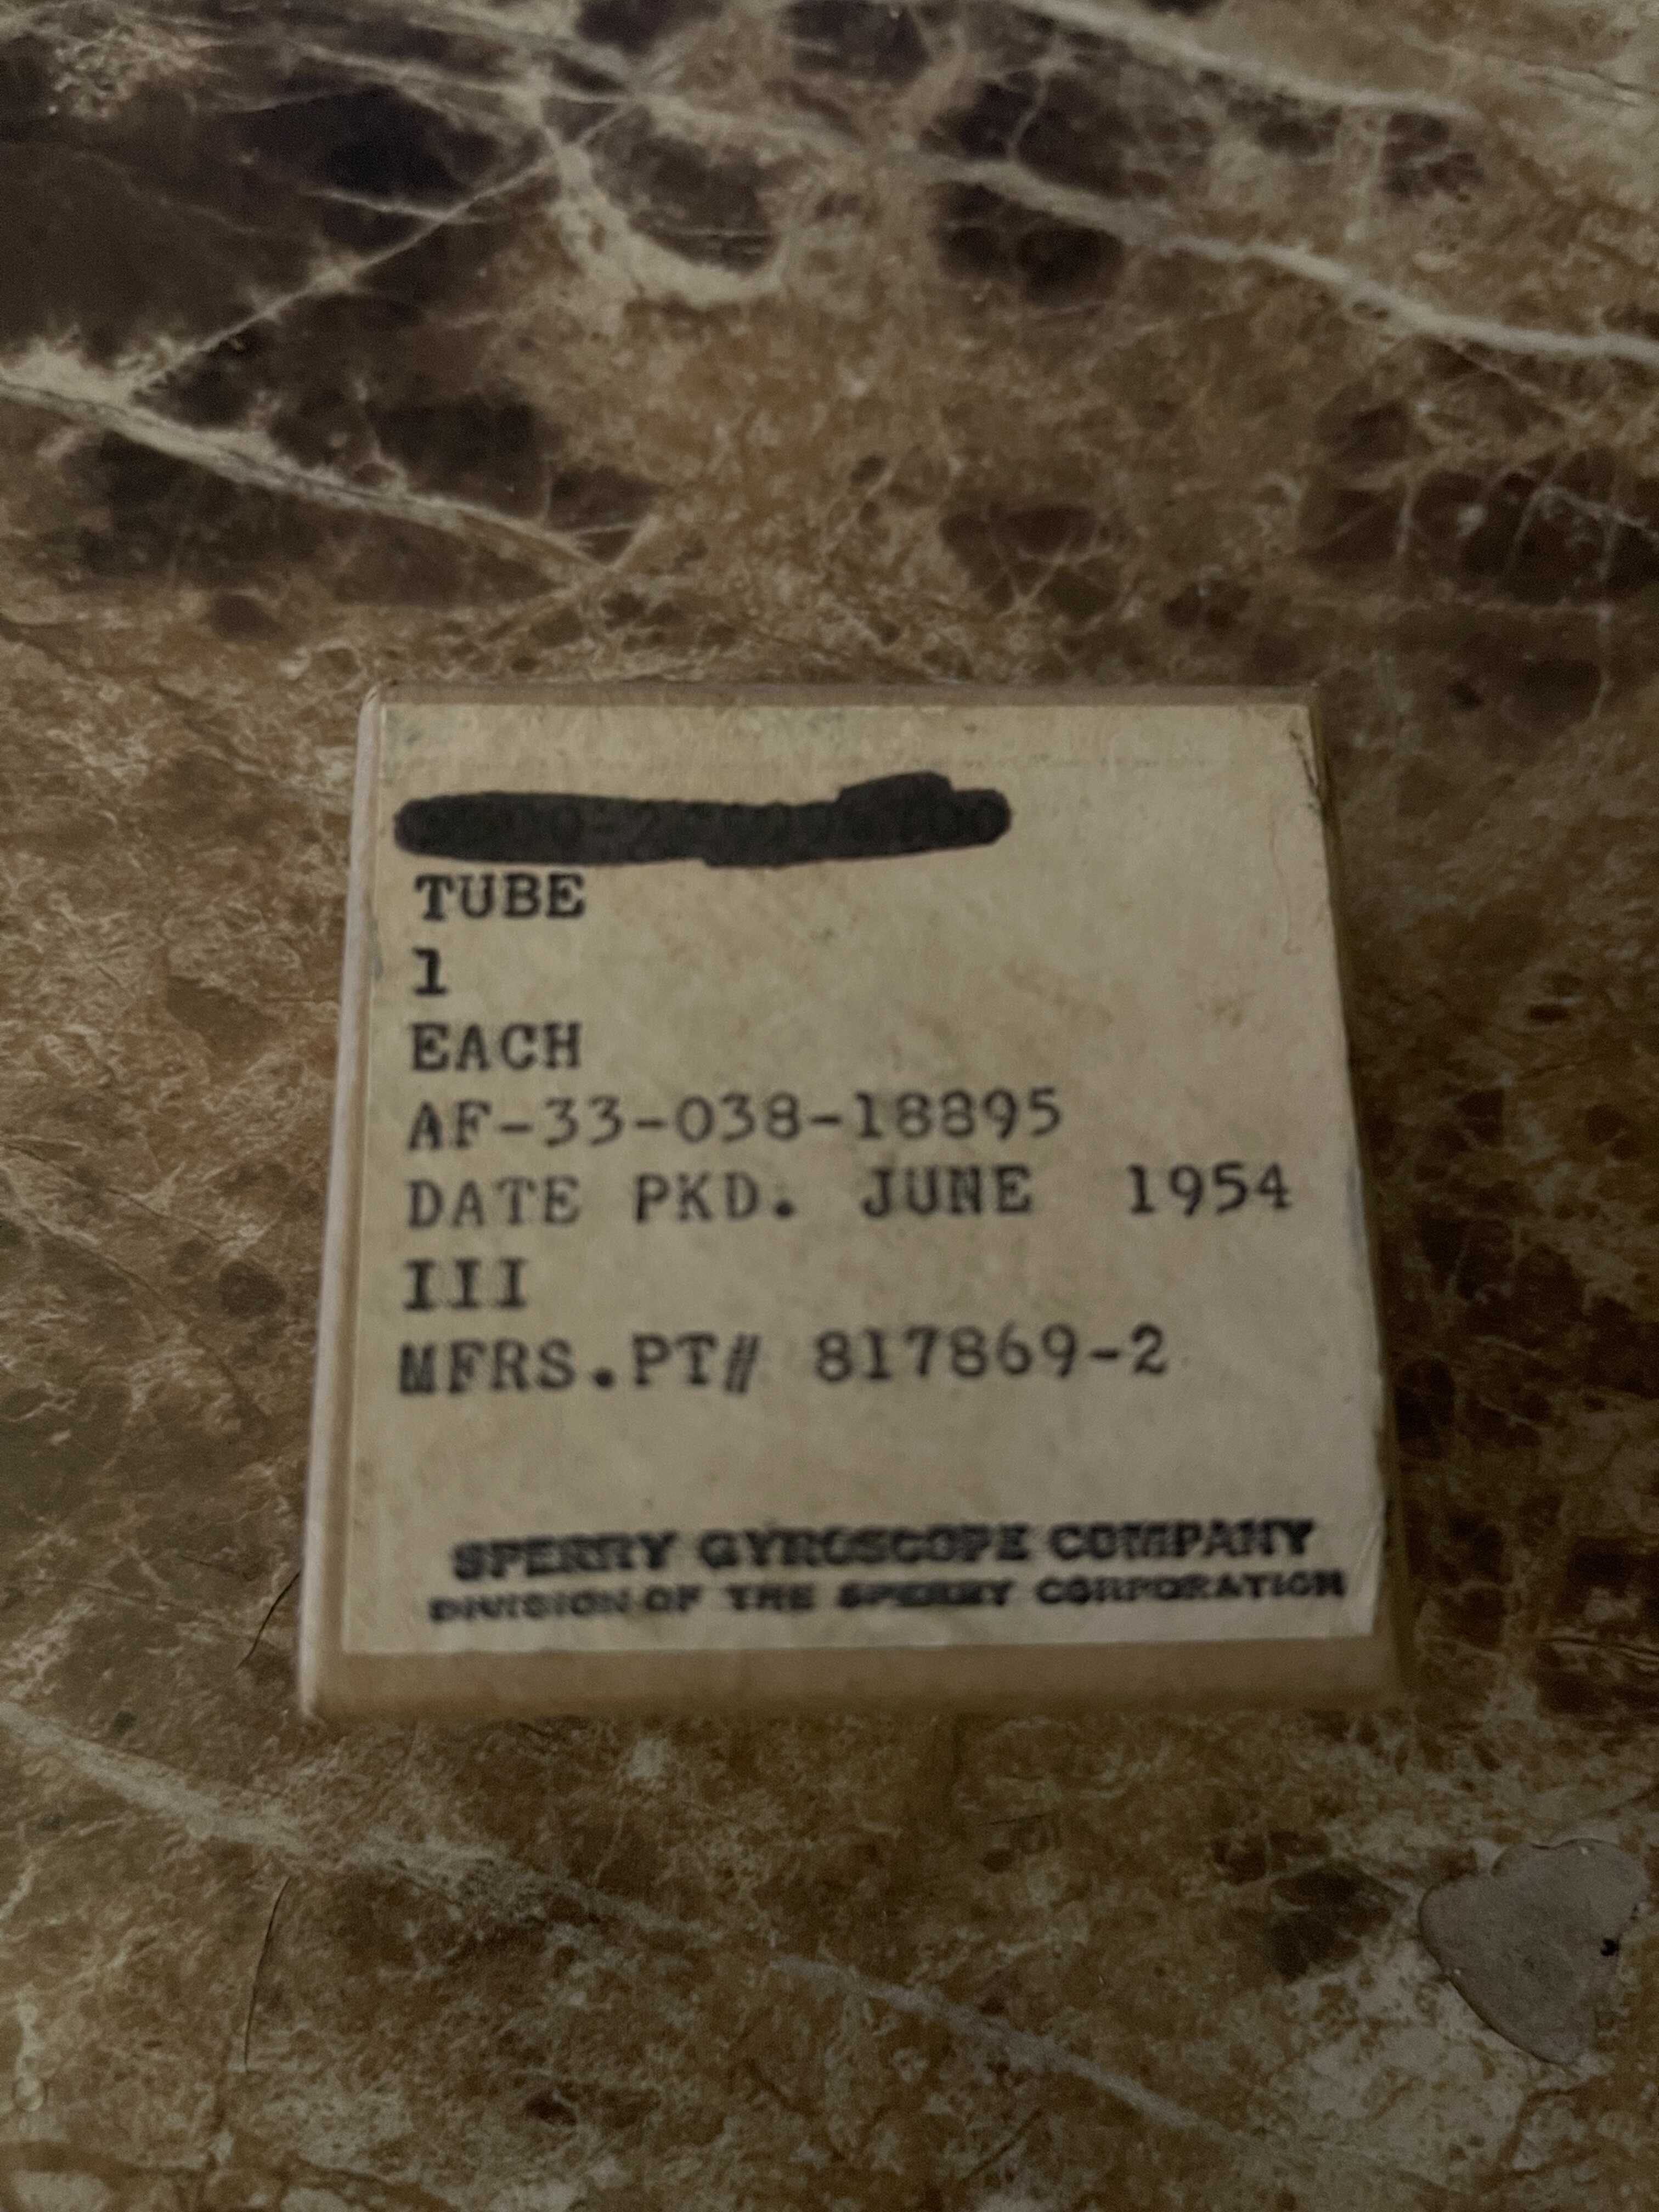 TUBE
1
EACH
AF-33-038-18895
DATE PKD. JUNE 1954
III
MFRS.PT# 817869-2
SPERRY GYROSCOPE COMPANY
DIVISION OF THE SPERRY CORPORATION